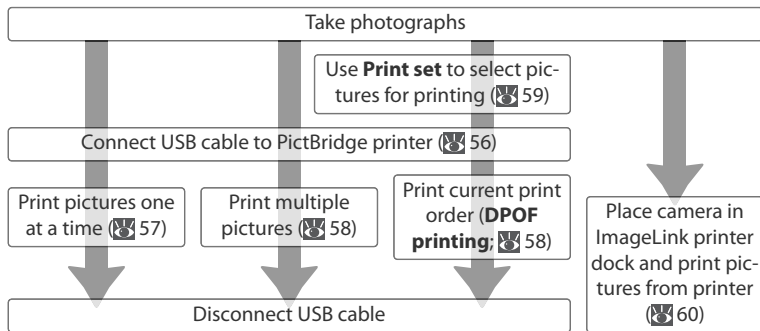 Take photographs
Use Print set to select pic-
tures for printing ( 59)
Connect USB cable to PictBridge printer ( 56)
Print pictures one
at a time ( 57)
Print multiple
pictures ( 58)
Print current print
order (DPOF
printing; 58)
Place camera in
ImageLink printer
dock and print pic-
tures from printer
( 60)
Disconnect USB cable